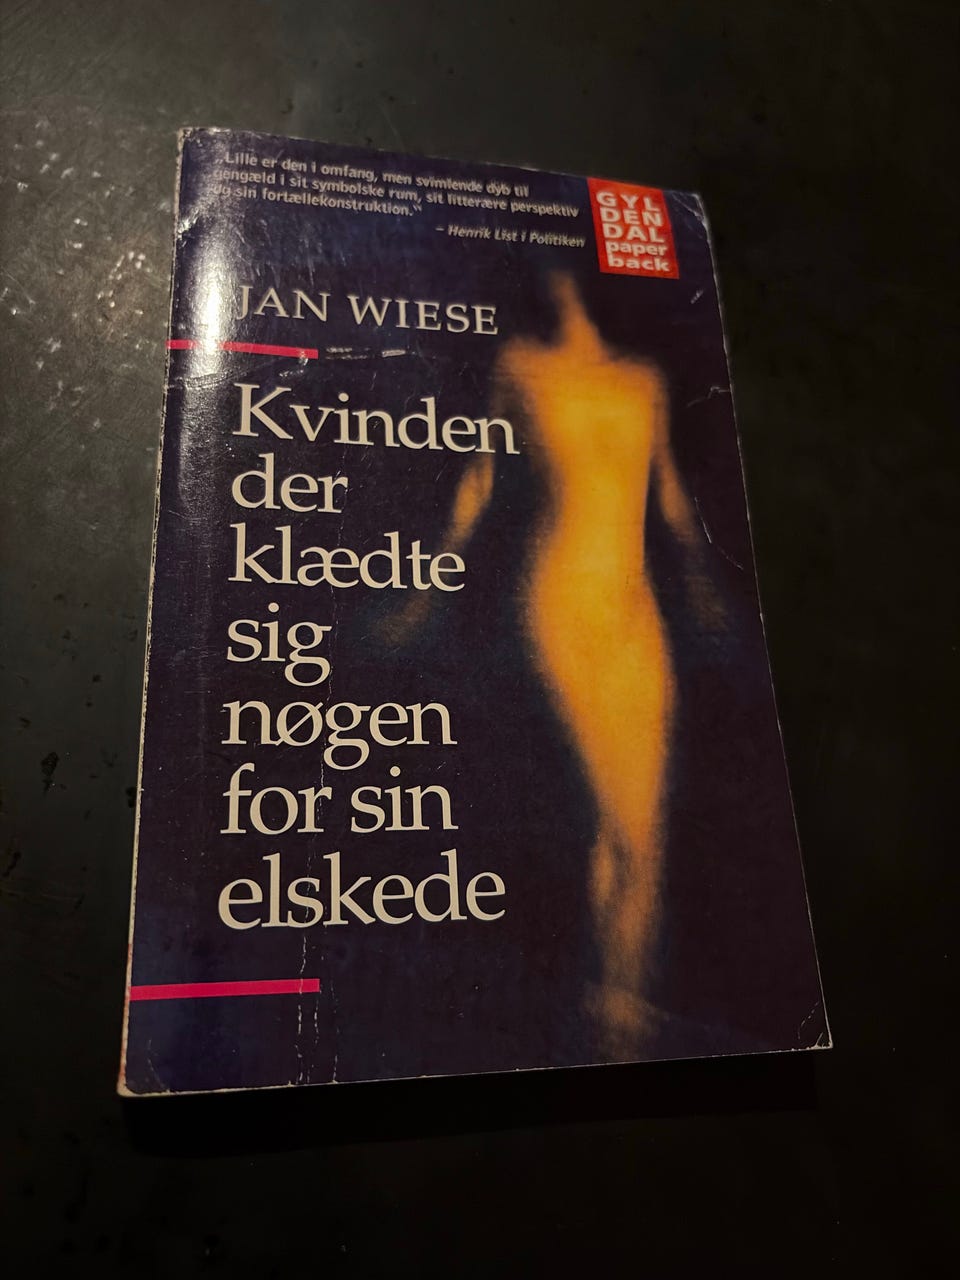 „Lille er den i omfang, men svimlende dyb til
gengæld i sit symbolske rum, sit litterære perspektiv
og sin fortællekonstruktion.“
– Henrik List i Politiken
GYL
DEN
DAL
paper
back
JAN WIESE
Kvinden
der
klædte
sig
nøgen
for sin
elskede